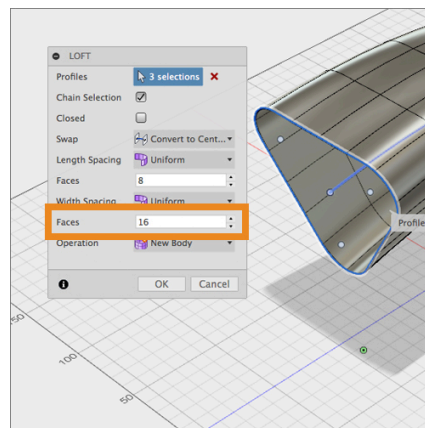 LOFT
Profiles 3 selections
Chain Selection
Closed
Swap Convert to Cent...
Length Spacing Uniform
Faces 8
Width Spacing Uniform
Faces 16
Operation New Body
OK Cancel
Profile
150
100
50